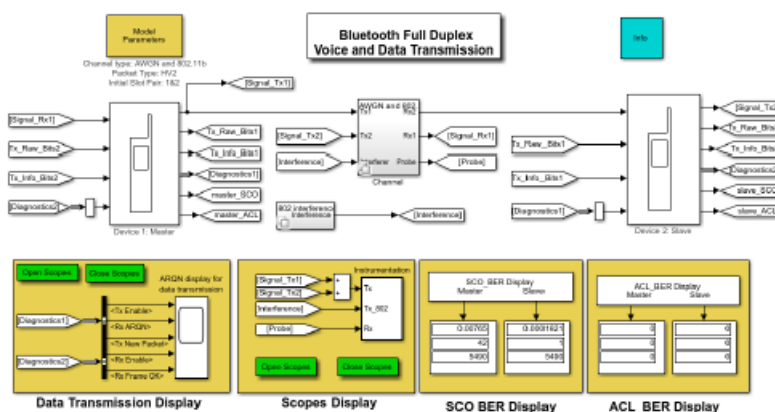 Model
Parameters
Bluetooth Full Duplex
Voice and Data Transmission
Info
Channel type: AWGN and 802.11b
Packet Type: HV2
Initial Slot Pair: 1&2
[Signal_Tx1]
[Signal_Rx1]
Tx_Raw_Bits2
Tx_Info_Bits2
[Diagnostics2]
Tx_Raw_Bits1
Tx_Info_Bits1
[Diagnostics1]
master_SCO
master_ACL
Device 1: Master
AWGN and 802
Tx1
Rx2
[Signal_Tx2]
Tx2
Rx1
[Signal_Rx1]
[Interference]
Interferer
Probe
[Probe]
Channel
802 interference
Interference
[Interference]
Tx_Raw_Bits1
Tx_Info_Bits1
[Diagnostics1]
[Signal_Tx2]
Tx_Raw_Bits2
Tx_Info_Bits2
[Diagnostics2]
slave_SCO
slave_ACL
Device 2: Slave
Open Scopes
Close Scopes
ARQN display for
data transmission
[Diagnostics1]
[Diagnostics2]
<Tx Enable>
<Rx ARQN>
<Tx New Packet>
<Rx Enable>
<Rx Frame OK>
Data Transmission Display
Instrumentation
[Signal_Tx1]
[Signal_Tx2]
Tx
[Interference]
Tx_802
[Probe]
Rx
Open Scopes
Close Scopes
Scopes Display
SCO_BER Display
Master
Slave
0.00765
42
5490
0.0001821
1
5490
SCO BER Display
ACL_BER Display
Master
Slave
0
0
0
0
0
0
ACL_BER Display